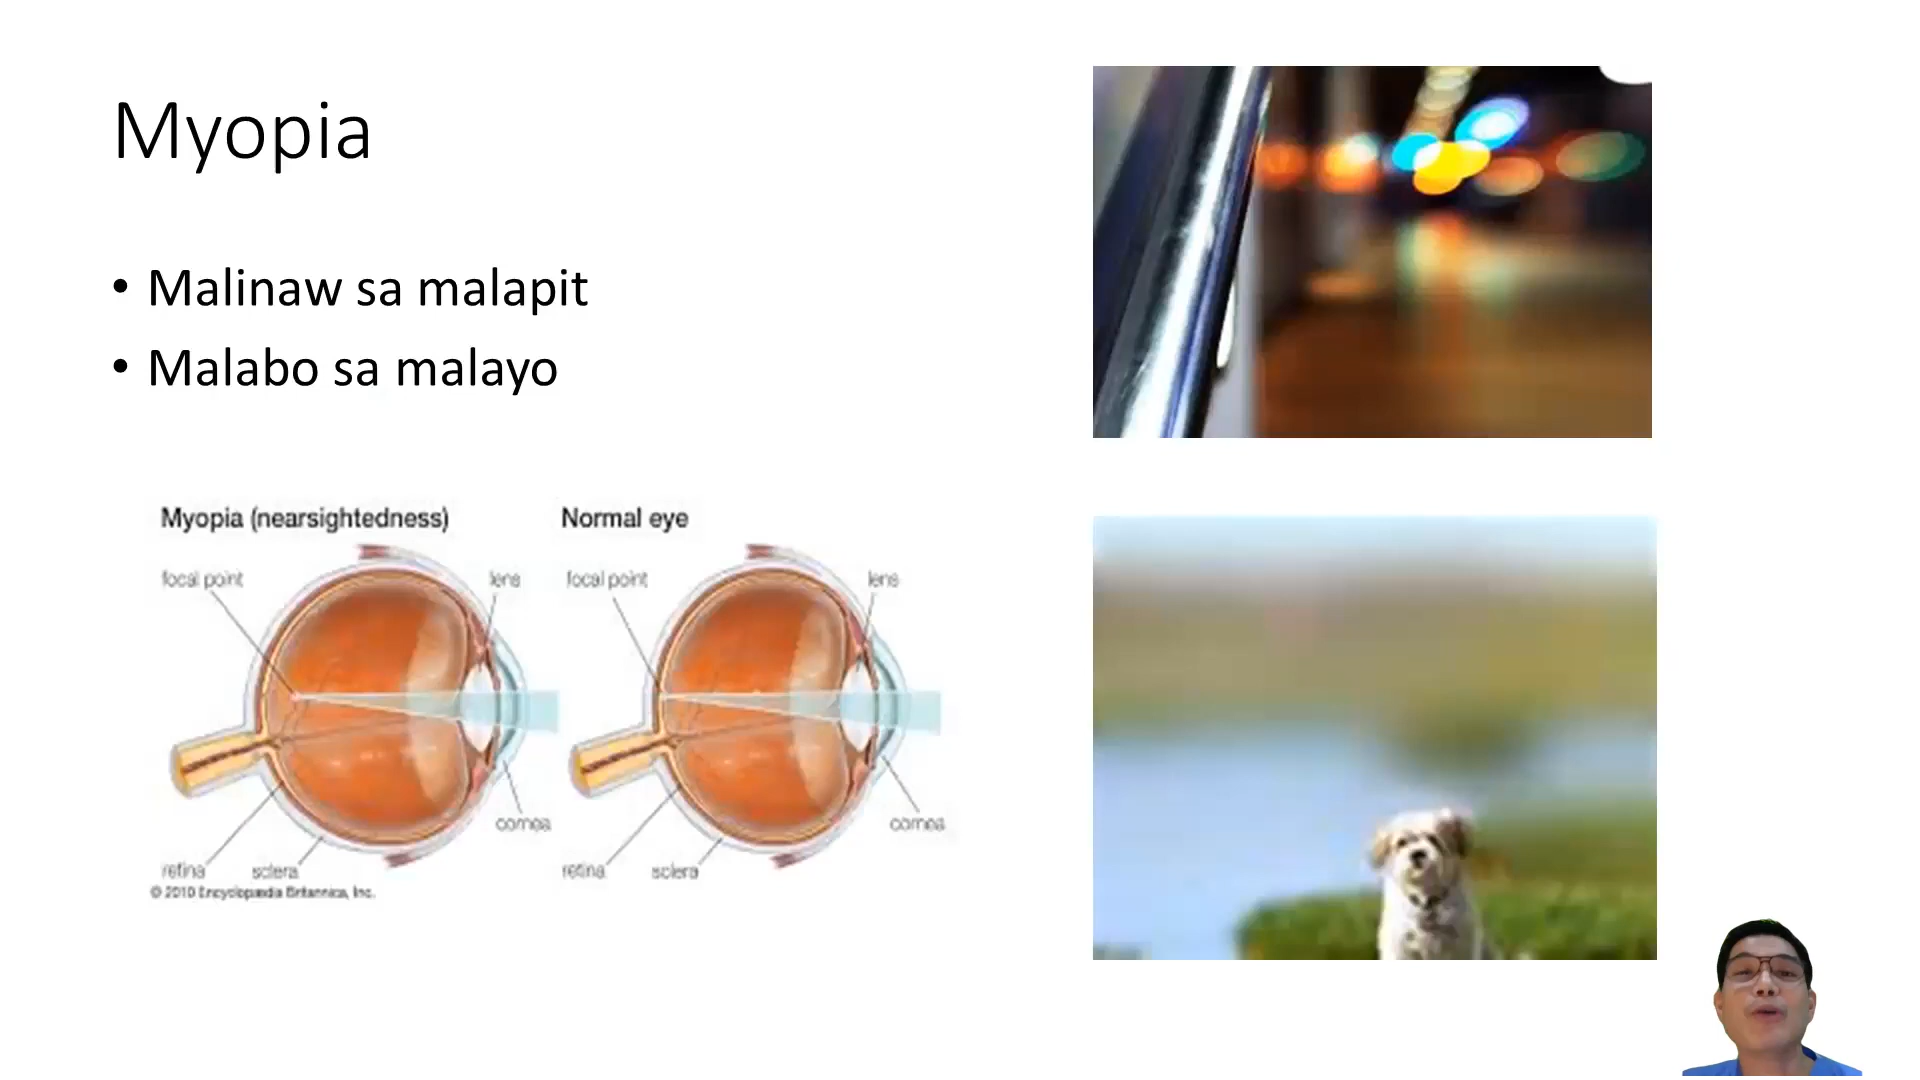 Myopia
• Malinaw sa malapit
• Malabo sa malayo
Myopia (nearsightedness)
focal point
lens
cornea
retina
sclera
© 2010 Encyclopædia Britannica, Inc.
Normal eye
focal point
lens
cornea
retina
sclera